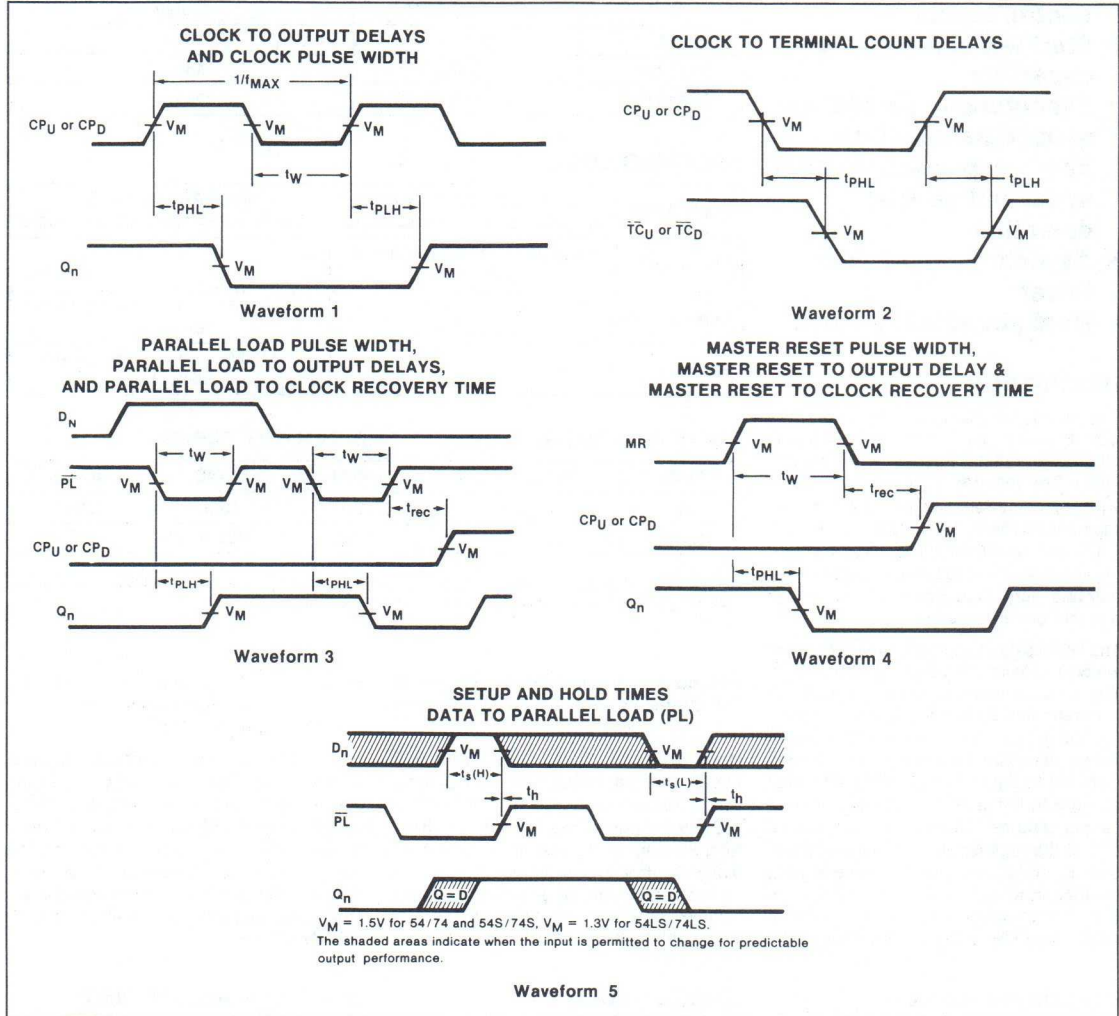 CLOCK TO OUTPUT DELAYS
AND CLOCK PULSE WIDTH
1/fMAX
CPU or CPD
VM
VM
VM
tW
tPHL
tPLH
Qn
VM
VM
Waveform 1
CLOCK TO TERMINAL COUNT DELAYS
CPU or CPD
VM
VM
tPHL
tPLH
TCU or TCD
VM
VM
Waveform 2
PARALLEL LOAD PULSE WIDTH,
PARALLEL LOAD TO OUTPUT DELAYS,
AND PARALLEL LOAD TO CLOCK RECOVERY TIME
DN
tW
tW
PL
VM
VM
VM
VM
trec
CPU or CPD
VM
tPLH
tPHL
Qn
VM
VM
Waveform 3
MASTER RESET PULSE WIDTH,
MASTER RESET TO OUTPUT DELAY &
MASTER RESET TO CLOCK RECOVERY TIME
MR
VM
VM
tW
trec
CPU or CPD
VM
tPHL
Qn
VM
Waveform 4
SETUP AND HOLD TIMES
DATA TO PARALLEL LOAD (PL)
Dn
VM
VM
ts(H)
ts(L)
th
th
PL
VM
VM
Qn
Q = D
Q = D
VM = 1.5V for 54/74 and 54S/74S, VM = 1.3V for 54LS/74LS.
The shaded areas indicate when the input is permitted to change for predictable
output performance.
Waveform 5